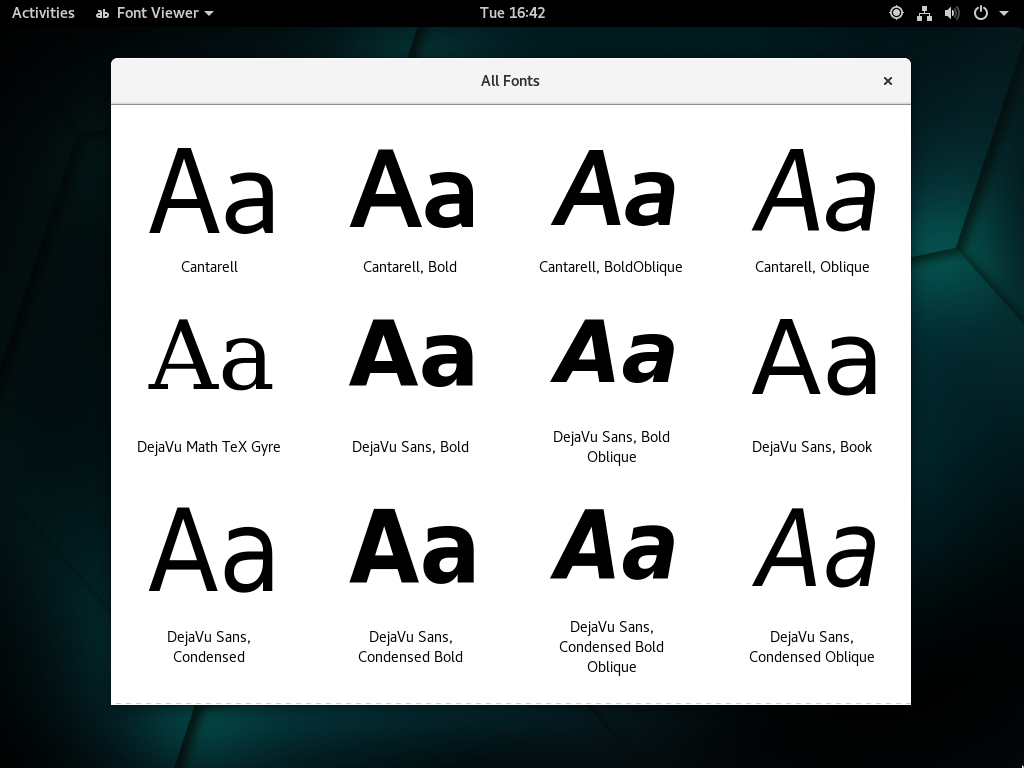 Activities
ab Font Viewer
Tue 16:42
All Fonts
Aa Aa Aa Aa
Cantarell
Cantarell, Bold
Cantarell, BoldOblique
Cantarell, Oblique
Aa Aa Aa Aa
DejaVu Math TeX Gyre
DejaVu Sans, Bold
DejaVu Sans, Bold
Oblique
DejaVu Sans, Book
Aa Aa Aa Aa
DejaVu Sans,
Condensed
DejaVu Sans,
Condensed Bold
DejaVu Sans,
Condensed Bold
Oblique
DejaVu Sans,
Condensed Oblique